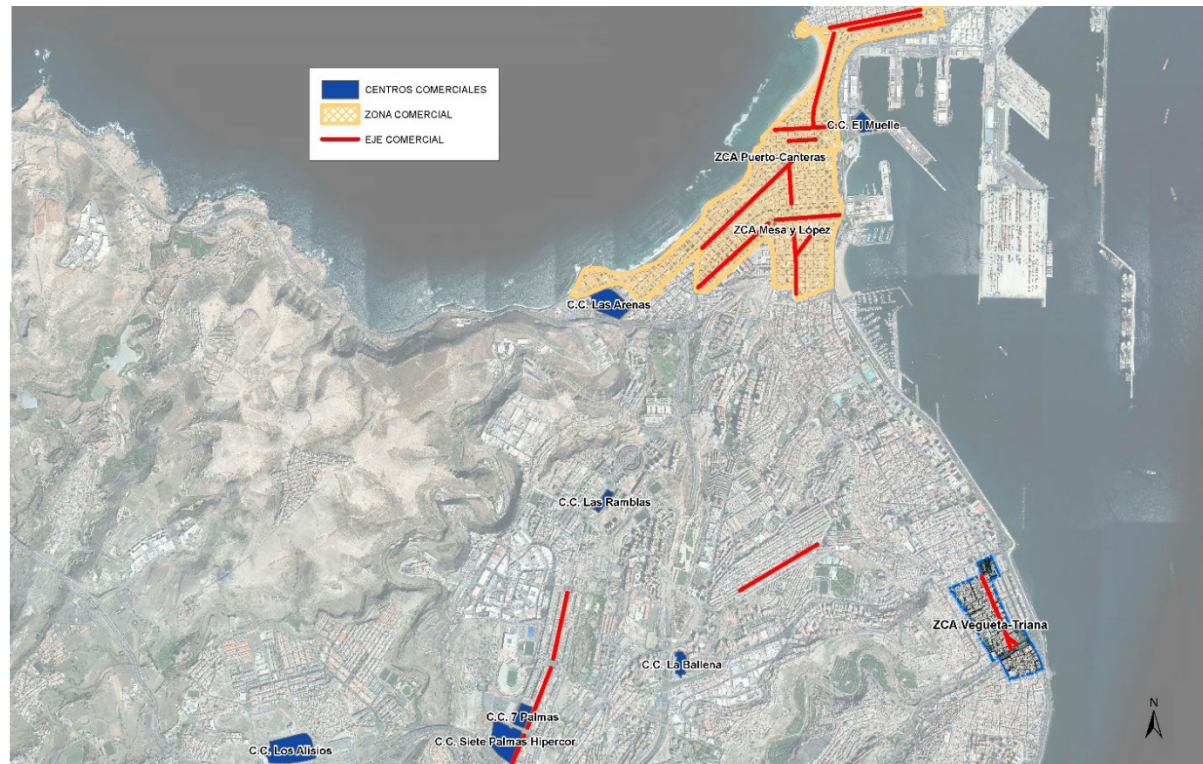 CENTROS COMERCIALES
ZONA COMERCIAL
EJE COMERCIAL
C.C. El Muelle
ZCA Puerto-Canteras
ZCA Mesa y López
C.C. Las Arenas
C.C. Las Ramblas
ZCA Vegueta-Triana
C.C. La Ballena
C.C. 7 Palmas
C.C. Siete Palmas Hipercor
C.C. Los Alisios
N